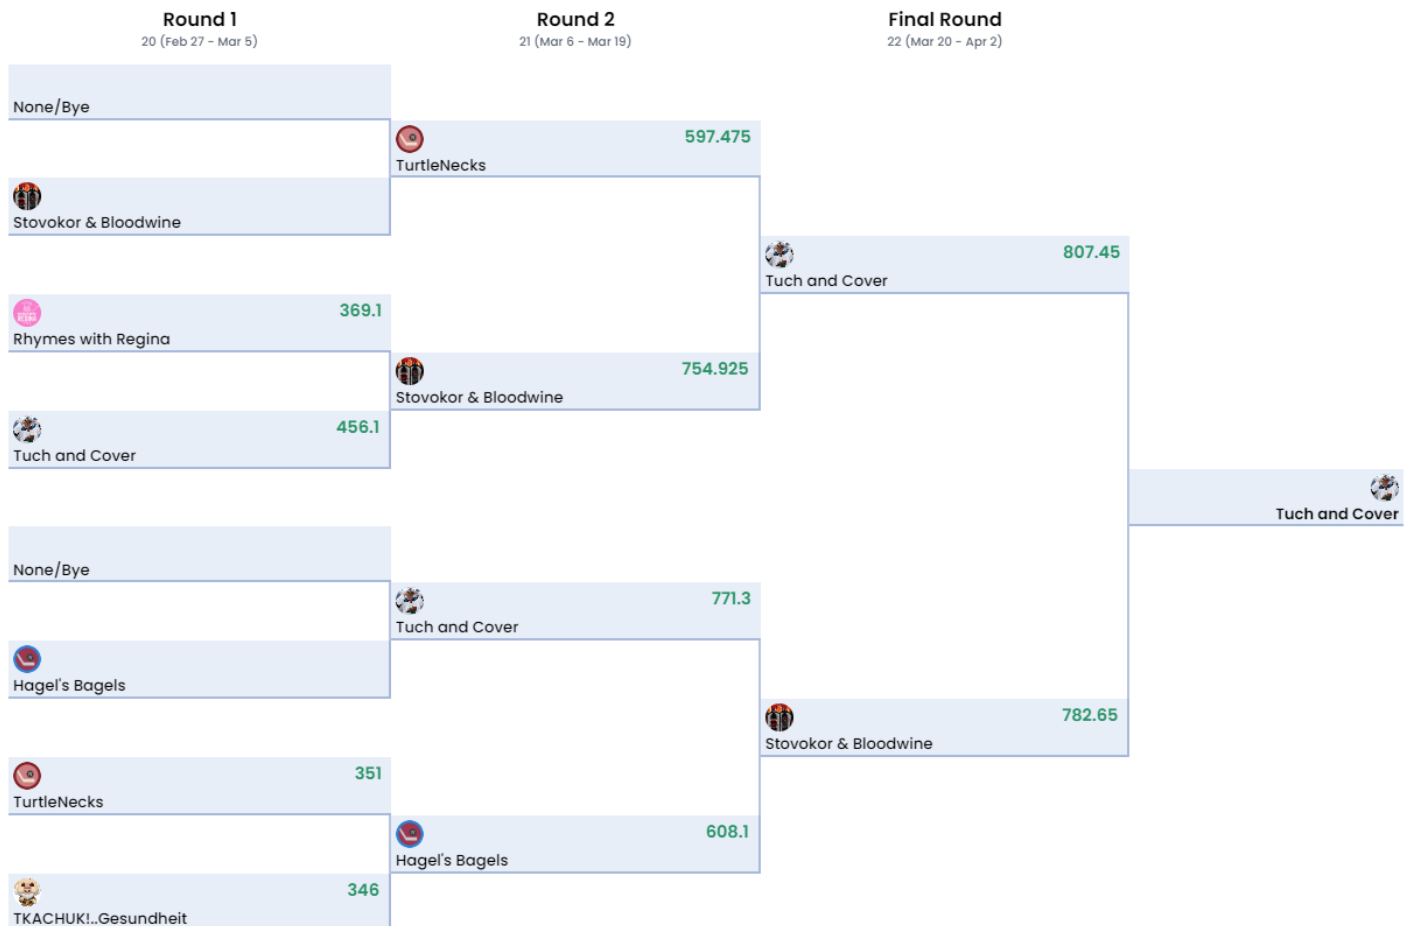 Round 1
20 (Feb 27 - Mar 5)
Round 2
21 (Mar 6 - Mar 19)
Final Round
22 (Mar 20 - Apr 2)
None/Bye
Stovokor & Bloodwine
369.1
Rhymes with Regina
456.1
Tuch and Cover
None/Bye
Hagel's Bagels
351
TurtleNecks
346
TKACHUK!..Gesundheit
597.475
TurtleNecks
754.925
Stovokor & Bloodwine
771.3
Tuch and Cover
608.1
Hagel's Bagels
807.45
Tuch and Cover
782.65
Stovokor & Bloodwine
Tuch and Cover